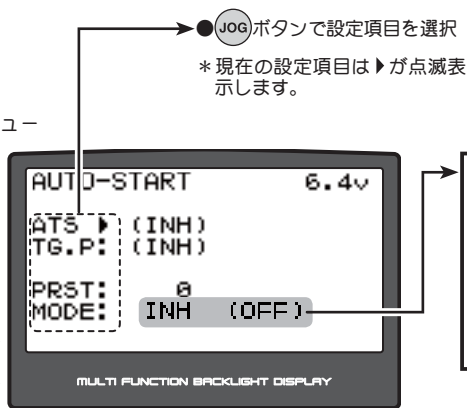 ●JOGボタンで設定項目を選択
＊現在の設定項目は▶が点滅表
示します。
ュー
AUTO-START 6.4v
ATS ▶ (INH)
TG.P: (INH)
PRST: 0
MODE: INH (OFF)
MULTI FUNCTION BACKLIGHT DISPLAY